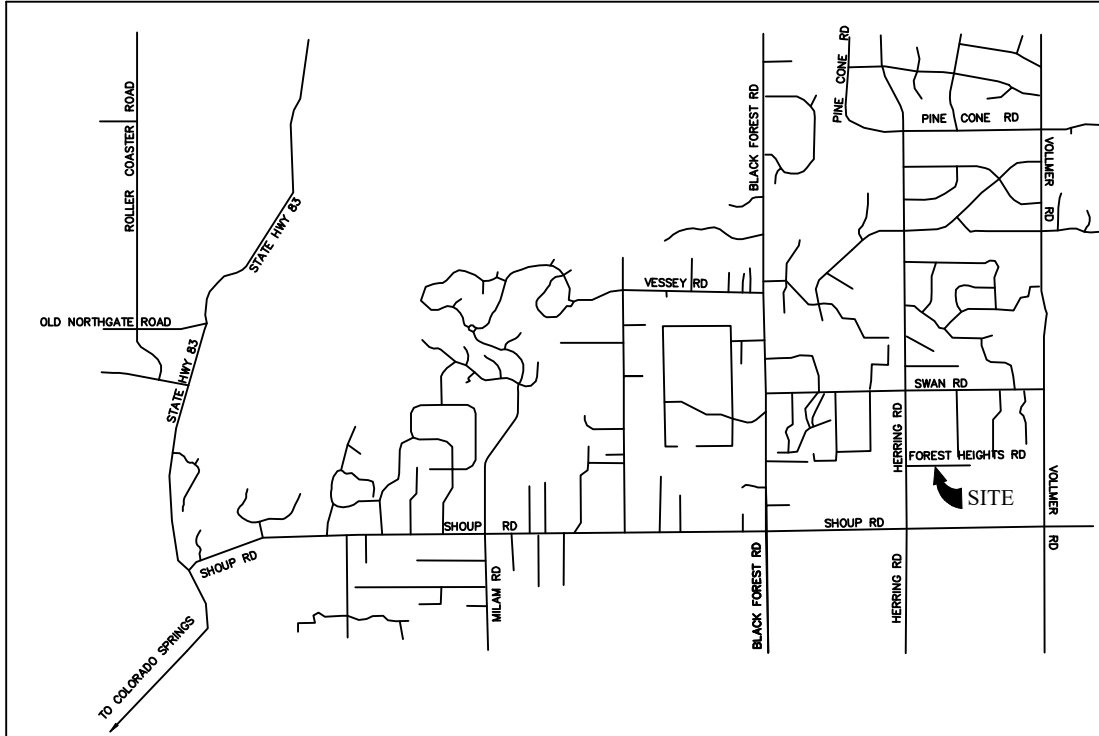 PINE CONE RD
ROLLER COASTER ROAD
BLACK FOREST RD
PINE CONE RD
VOLLMER RD
STATE HWY 83
VESSEY RD
OLD NORTHGATE ROAD
STATE HWY 83
SWAN RD
HERRING RD
FOREST HEIGHTS RD
SITE
VOLLMER RD
SHOUP RD
SHOUP RD
SHOUP RD
BLACK FOREST RD
MILAM RD
HERRING RD
TO COLORADO SPRINGS